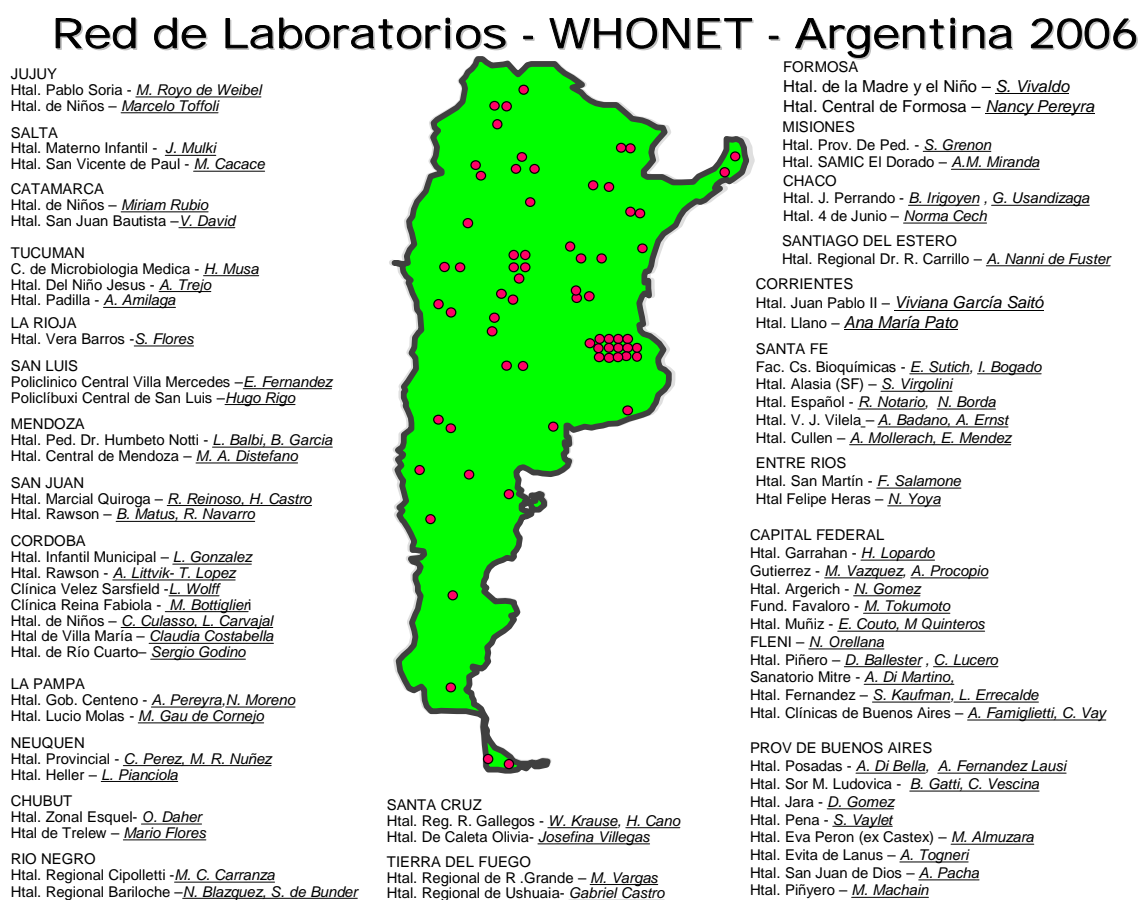 Red de Laboratorios - WHONET - Argentina 2006
JUJUY
Htal. Pablo Soria - M. Royo de Weibel
Htal. de Niños – Marcelo Toffoli
SALTA
Htal. Materno Infantil - J. Mulki
Htal. San Vicente de Paul - M. Cacace
CATAMARCA
Htal. de Niños – Miriam Rubio
Htal. San Juan Bautista –V. David
TUCUMAN
C. de Microbiologia Medica - H. Musa
Htal. Del Niño Jesus - A. Trejo
Htal. Padilla - A. Amilaga
LA RIOJA
Htal. Vera Barros -S. Flores
SAN LUIS
Policlinico Central Villa Mercedes –E. Fernandez
Policlíbuxi Central de San Luis –Hugo Rigo
MENDOZA
Htal. Ped. Dr. Humbeto Notti - L. Balbi, B. Garcia
Htal. Central de Mendoza – M. A. Distefano
SAN JUAN
Htal. Marcial Quiroga – R. Reinoso, H. Castro
Htal. Rawson – B. Matus, R. Navarro
CORDOBA
Htal. Infantil Municipal – L. Gonzalez
Htal. Rawson - A. Littvik- T. Lopez
Clínica Velez Sarsfield -L. Wolff
Clínica Reina Fabiola - M. Bottiglieri
Htal. de Niños – C. Culasso, L. Carvajal
Htal de Villa María – Claudia Costabella
Htal. de Río Cuarto– Sergio Godino
LA PAMPA
Htal. Gob. Centeno - A. Pereyra,N. Moreno
Htal. Lucio Molas - M. Gau de Cornejo
NEUQUEN
Htal. Provincial - C. Perez, M. R. Nuñez
Htal. Heller – L. Pianciola
CHUBUT
Htal. Zonal Esquel- O. Daher
Htal de Trelew – Mario Flores
RIO NEGRO
Htal. Regional Cipolletti -M. C. Carranza
Htal. Regional Bariloche –N. Blazquez, S. de Bunder
SANTA CRUZ
Htal. Reg. R. Gallegos - W. Krause, H. Cano
Htal. De Caleta Olivia- Josefina Villegas
TIERRA DEL FUEGO
Htal. Regional de R .Grande – M. Vargas
Htal. Regional de Ushuaia- Gabriel Castro
FORMOSA
Htal. de la Madre y el Niño – S. Vivaldo
Htal. Central de Formosa – Nancy Pereyra
MISIONES
Htal. Prov. De Ped. - S. Grenon
Htal. SAMIC El Dorado – A.M. Miranda
CHACO
Htal. J. Perrando - B. Irigoyen , G. Usandizaga
Htal. 4 de Junio – Norma Cech
SANTIAGO DEL ESTERO
Htal. Regional Dr. R. Carrillo – A. Nanni de Fuster
CORRIENTES
Htal. Juan Pablo II – Viviana García Saitó
Htal. Llano – Ana María Pato
SANTA FE
Fac. Cs. Bioquímicas - E. Sutich, I. Bogado
Htal. Alasia (SF) – S. Virgolini
Htal. Español - R. Notario, N. Borda
Htal. V. J. Vilela – A. Badano, A. Ernst
Htal. Cullen – A. Mollerach, E. Mendez
ENTRE RIOS
Htal. San Martín - F. Salamone
Htal Felipe Heras – N. Yoya
CAPITAL FEDERAL
Htal. Garrahan - H. Lopardo
Gutierrez - M. Vazquez, A. Procopio
Htal. Argerich - N. Gomez
Fund. Favaloro - M. Tokumoto
Htal. Muñiz - E. Couto, M Quinteros
FLENI – N. Orellana
Htal. Piñero – D. Ballester , C. Lucero
Sanatorio Mitre - A. Di Martino,
Htal. Fernandez – S. Kaufman, L. Errecalde
Htal. Clínicas de Buenos Aires – A. Famiglietti, C. Vay
PROV DE BUENOS AIRES
Htal. Posadas - A. Di Bella, A. Fernandez Lausi
Htal. Sor M. Ludovica - B. Gatti, C. Vescina
Htal. Jara - D. Gomez
Htal. Pena - S. Vaylet
Htal. Eva Peron (ex Castex) – M. Almuzara
Htal. Evita de Lanus – A. Togneri
Htal. San Juan de Dios – A. Pacha
Htal. Piñyero – M. Machain